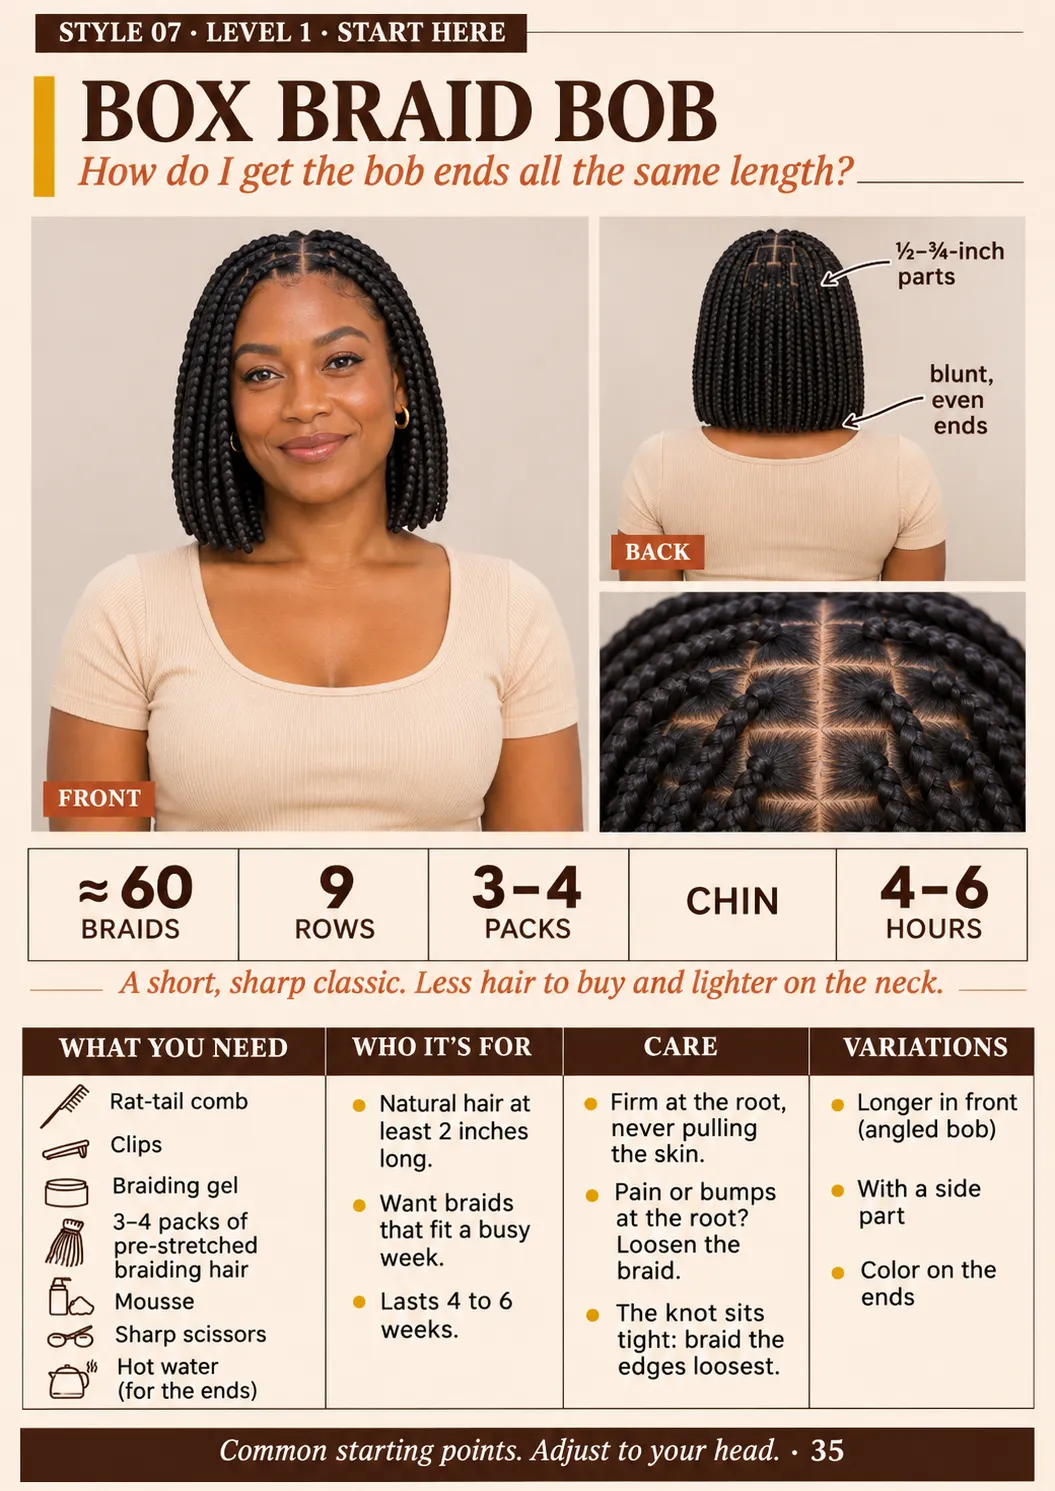 STYLE 07 · LEVEL 1 · START HERE
BOX BRAID BOB
How do I get the bob ends all the same length?
½–¾-inch
parts
blunt,
even
ends
BACK
FRONT
≈ 60
BRAIDS
9
ROWS
3–4
PACKS
CHIN
4–6
HOURS
A short, sharp classic. Less hair to buy and lighter on the neck.
WHAT YOU NEED
Rat-tail comb
Clips
Braiding gel
3–4 packs of
pre-stretched
braiding hair
Mousse
Sharp scissors
Hot water
(for the ends)
WHO IT'S FOR
Natural hair at
least 2 inches
long.
Want braids
that fit a busy
week.
Lasts 4 to 6
weeks.
CARE
Firm at the root,
never pulling
the skin.
Pain or bumps
at the root?
Loosen the
braid.
The knot sits
tight: braid the
edges loosest.
VARIATIONS
Longer in front
(angled bob)
With a side
part
Color on the
ends
Common starting points. Adjust to your head. · 35